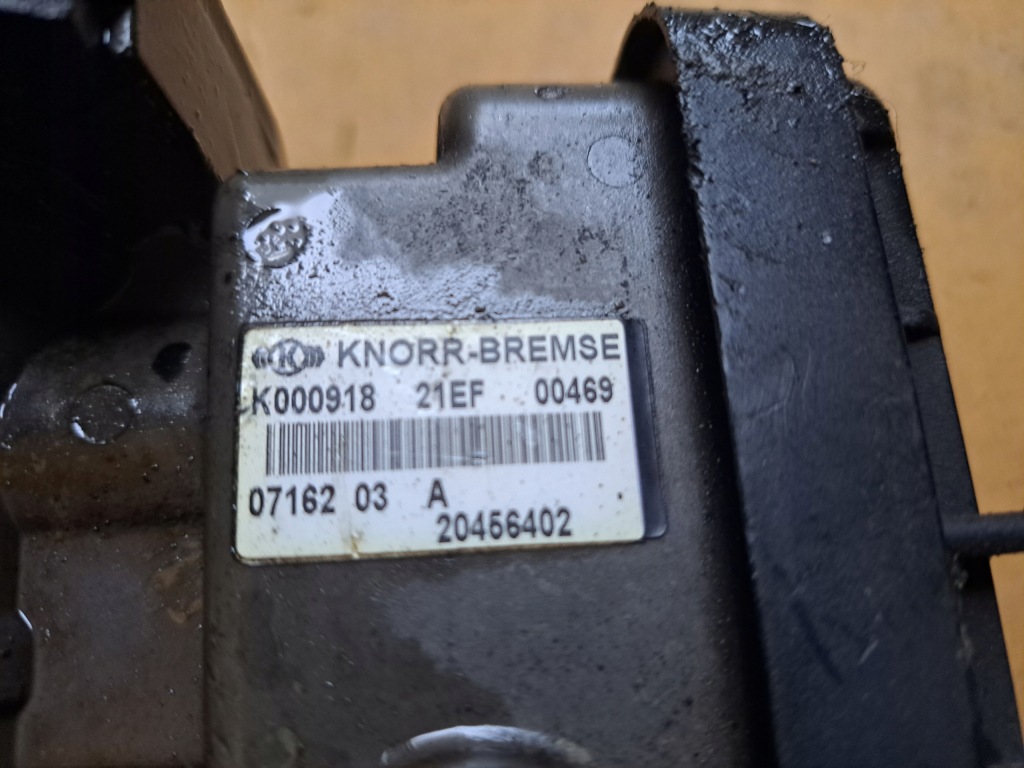 K KNORR-BREMSE
K000918 21EF 00469
07162 03 A
20456402